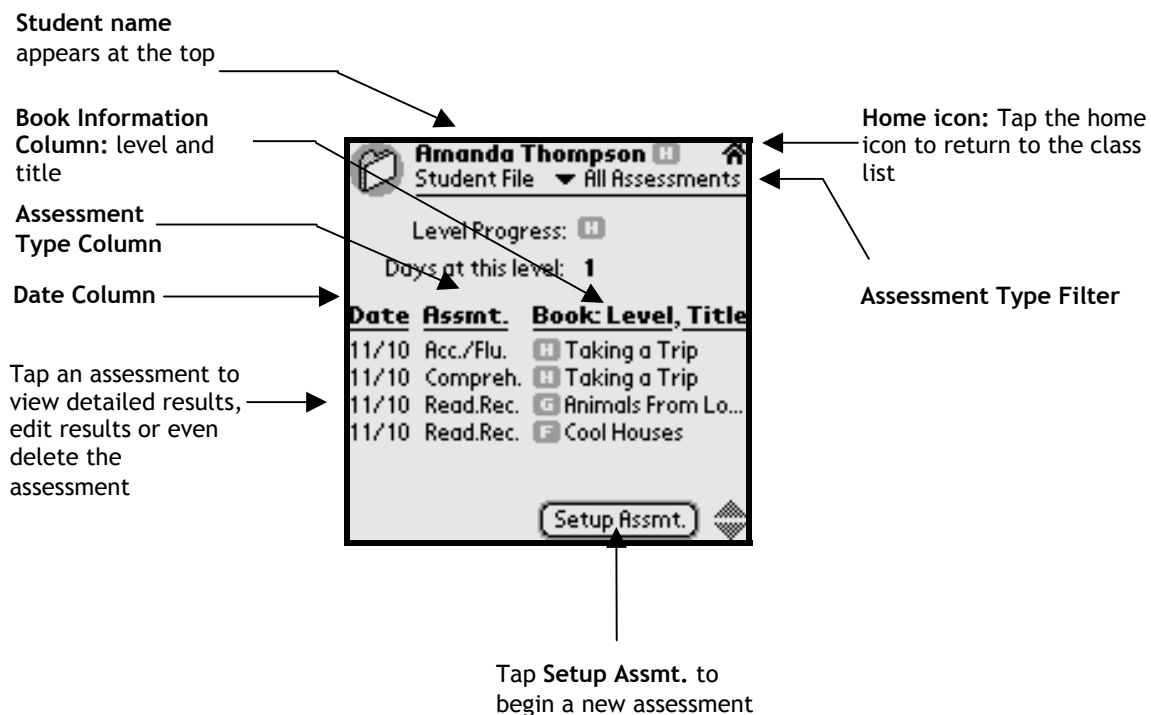 Student name
appears at the top
Book Information
Column: level and
title
Assessment
Type Column
Date Column
Tap an assessment to
view detailed results,
edit results or even
delete the
assessment
Amanda Thompson H
Student File All Assessments
Level Progress: H
Days at this level: 1
Date Assmt. Book: Level, Title
11/10 Acc./Flu. H Taking a Trip
11/10 Compreh. H Taking a Trip
11/10 Read.Rec. G Animals From Lo...
11/10 Read.Rec. F Cool Houses
Setup Assmt.
Home icon: Tap the home
icon to return to the class
list
Assessment Type Filter
Tap Setup Assmt. to
begin a new assessment